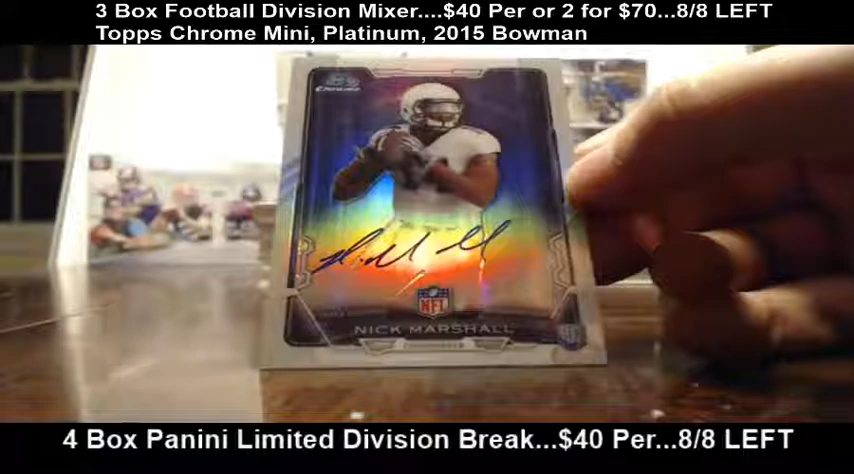 3 Box Football Division Mixer....$40 Per or 2 for $70...8/8 LEFT
Topps Chrome Mini, Platinum, 2015 Bowman
Chrome
NFL
NICK MARSHALL
4 Box Panini Limited Division Break...$40 Per...8/8 LEFT